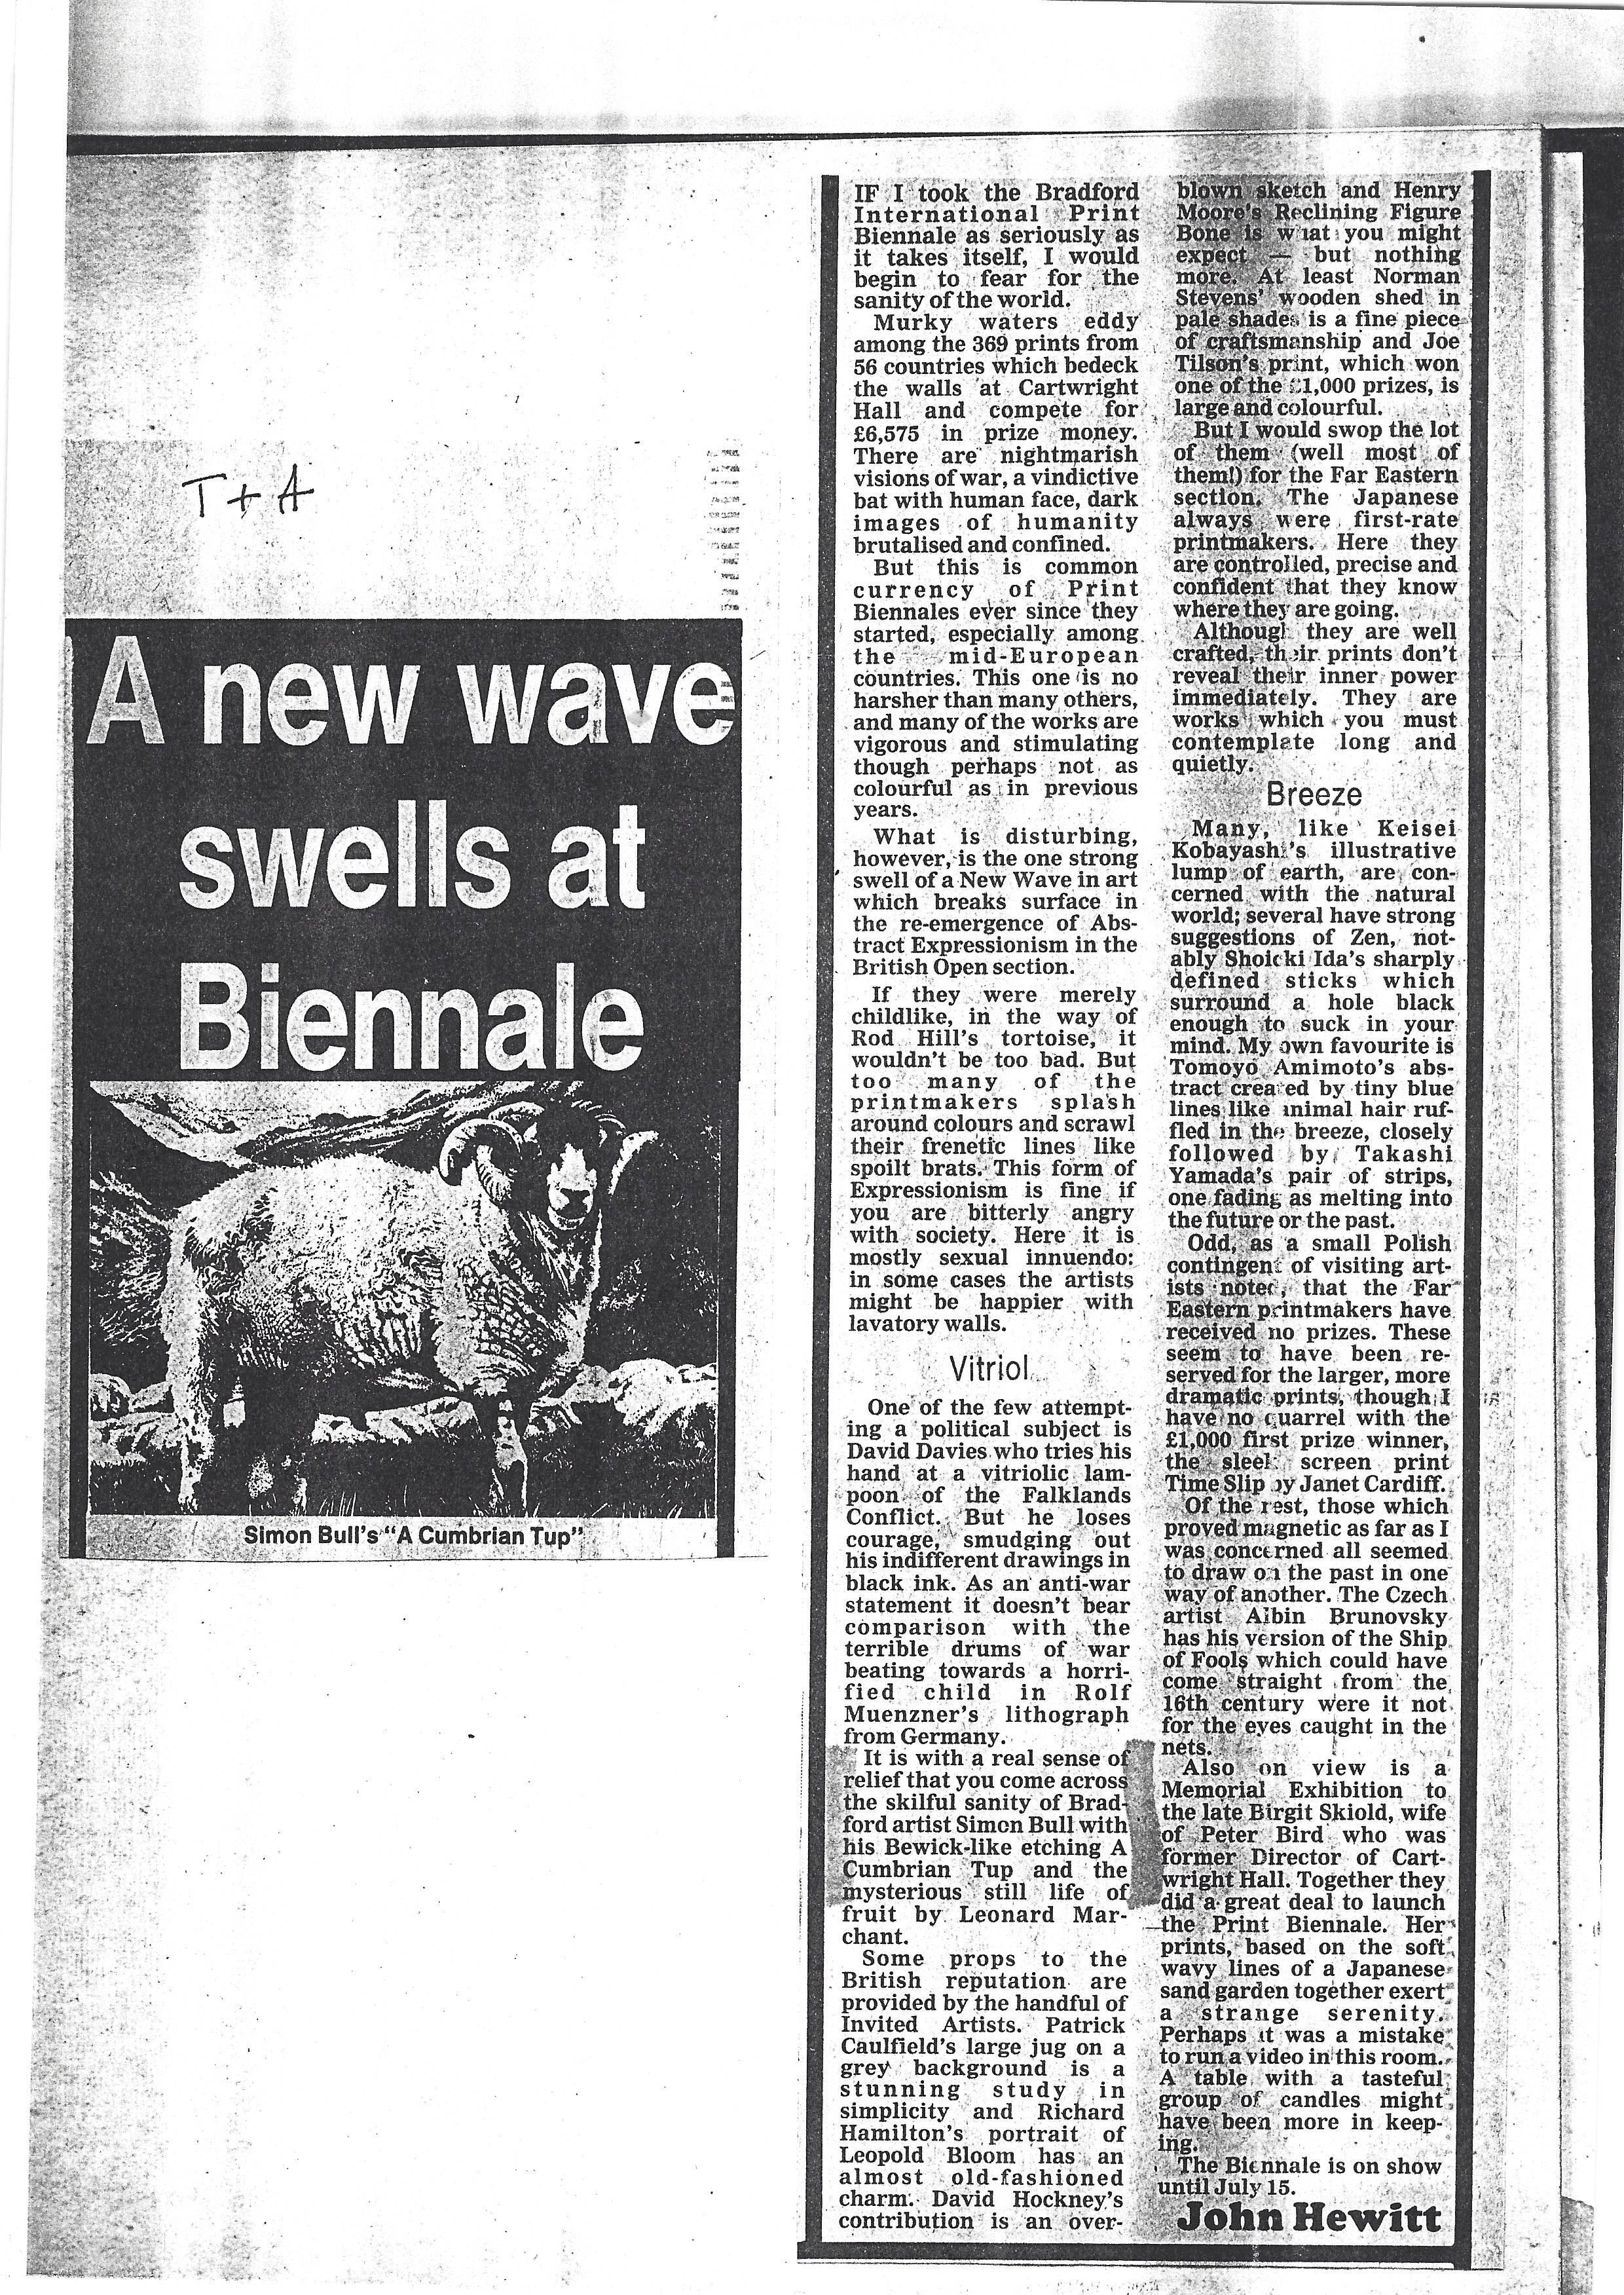 T + A
A new wave
swells at
Biennale
Simon Bull's "A Cumbrian Tup"
IF I took the Bradford
International Print
Biennale as seriously as
it takes itself, I would
begin to fear for the
sanity of the world.
Murky waters eddy
among the 369 prints from
56 countries which bedeck
the walls at Cartwright
Hall and compete for
£6,575 in prize money.
There are nightmarish
visions of war, a vindictive
bat with human face, dark
images of humanity
brutalised and confined.
But this is common
currency of Print
Biennales ever since they
started, especially among
the mid-European
countries. This one is no
harsher than many others,
and many of the works are
vigorous and stimulating
though perhaps not as
colourful as in previous
years.
What is disturbing,
however, is the one strong
swell of a New Wave in art
which breaks surface in
the re-emergence of Abs-
tract Expressionism in the
British Open section.
If they were merely
childlike, in the way of
Rod Hill's tortoise, it
wouldn't be too bad. But
too many of the
printmakers splash
around colours and scrawl
their frenetic lines like
spoilt brats. This form of
Expressionism is fine if
you are bitterly angry
with society. Here it is
mostly sexual innuendo:
in some cases the artists
might be happier with
lavatory walls.
Vitriol
One of the few attempt-
ing a political subject is
David Davies who tries his
hand at a vitriolic lam-
poon of the Falklands
Conflict. But he loses
courage, smudging out
his indifferent drawings in
black ink. As an anti-war
statement it doesn't bear
comparison with the
terrible drums of war
beating towards a horri-
fied child in Rolf
Muenzner's lithograph
from Germany.
It is with a real sense of
relief that you come across
the skilful sanity of Brad-
ford artist Simon Bull with
his Bewick-like etching A
Cumbrian Tup and the
mysterious still life of
fruit by Leonard Mar-
chant.
Some props to the
British reputation are
provided by the handful of
Invited Artists. Patrick
Caulfield's large jug on a
grey background is a
stunning study in
simplicity and Richard
Hamilton's portrait of
Leopold Bloom has an
almost old-fashioned
charm. David Hockney's
contribution is an over-
blown sketch and Henry
Moore's Reclining Figure
Bone is what you might
expect — but nothing
more. At least Norman
Stevens' wooden shed in
pale shades is a fine piece
of craftsmanship and Joe
Tilson's print, which won
one of the £1,000 prizes, is
large and colourful.
But I would swop the lot
of them (well most of
them!) for the Far Eastern
section. The Japanese
always were first-rate
printmakers. Here they
are controlled, precise and
confident that they know
where they are going.
Although they are well
crafted, their prints don't
reveal their inner power
immediately. They are
works which you must
contemplate long and
quietly.
Breeze
Many, like Keisei
Kobayashi's illustrative
lump of earth, are con-
cerned with the natural
world; several have strong
suggestions of Zen, not-
ably Shoicki Ida's sharply
defined sticks which
surround a hole black
enough to suck in your
mind. My own favourite is
Tomoyo Amimoto's abs-
tract created by tiny blue
lines like animal hair ruf-
fled in the breeze, closely
followed by Takashi
Yamada's pair of strips,
one fading as melting into
the future or the past.
Odd, as a small Polish
contingent of visiting art-
ists noted, that the Far
Eastern printmakers have
received no prizes. These
seem to have been re-
served for the larger, more
dramatic prints, though I
have no quarrel with the
£1,000 first prize winner,
the sleek screen print
Time Slip by Janet Cardiff.
Of the rest, those which
proved magnetic as far as I
was concerned all seemed
to draw on the past in one
way of another. The Czech
artist Albin Brunovsky
has his version of the Ship
of Fools which could have
come straight from the
16th century were it not
for the eyes caught in the
nets.
Also on view is a
Memorial Exhibition to
the late Birgit Skiold, wife
of Peter Bird who was
former Director of Cart-
wright Hall. Together they
did a great deal to launch
the Print Biennale. Her
prints, based on the soft
wavy lines of a Japanese
sand garden together exert
a strange serenity.
Perhaps it was a mistake
to run a video in this room.
A table with a tasteful
group of candles might
have been more in keep-
ing.
The Biennale is on show
until July 15.
John Hewitt